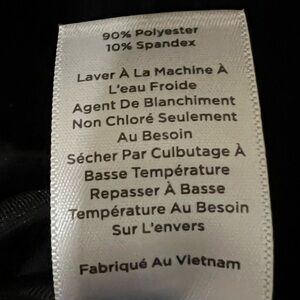 90% Polyester
10% Spandex
Laver À La Machine À
L'eau Froide
Agent De Blanchiment
Non Chloré Seulement
Au Besoin
Sécher Par Culbutage À
Basse Température
Repasser À Basse
Température Au Besoin
Sur L'envers
Fabriqué Au Vietnam